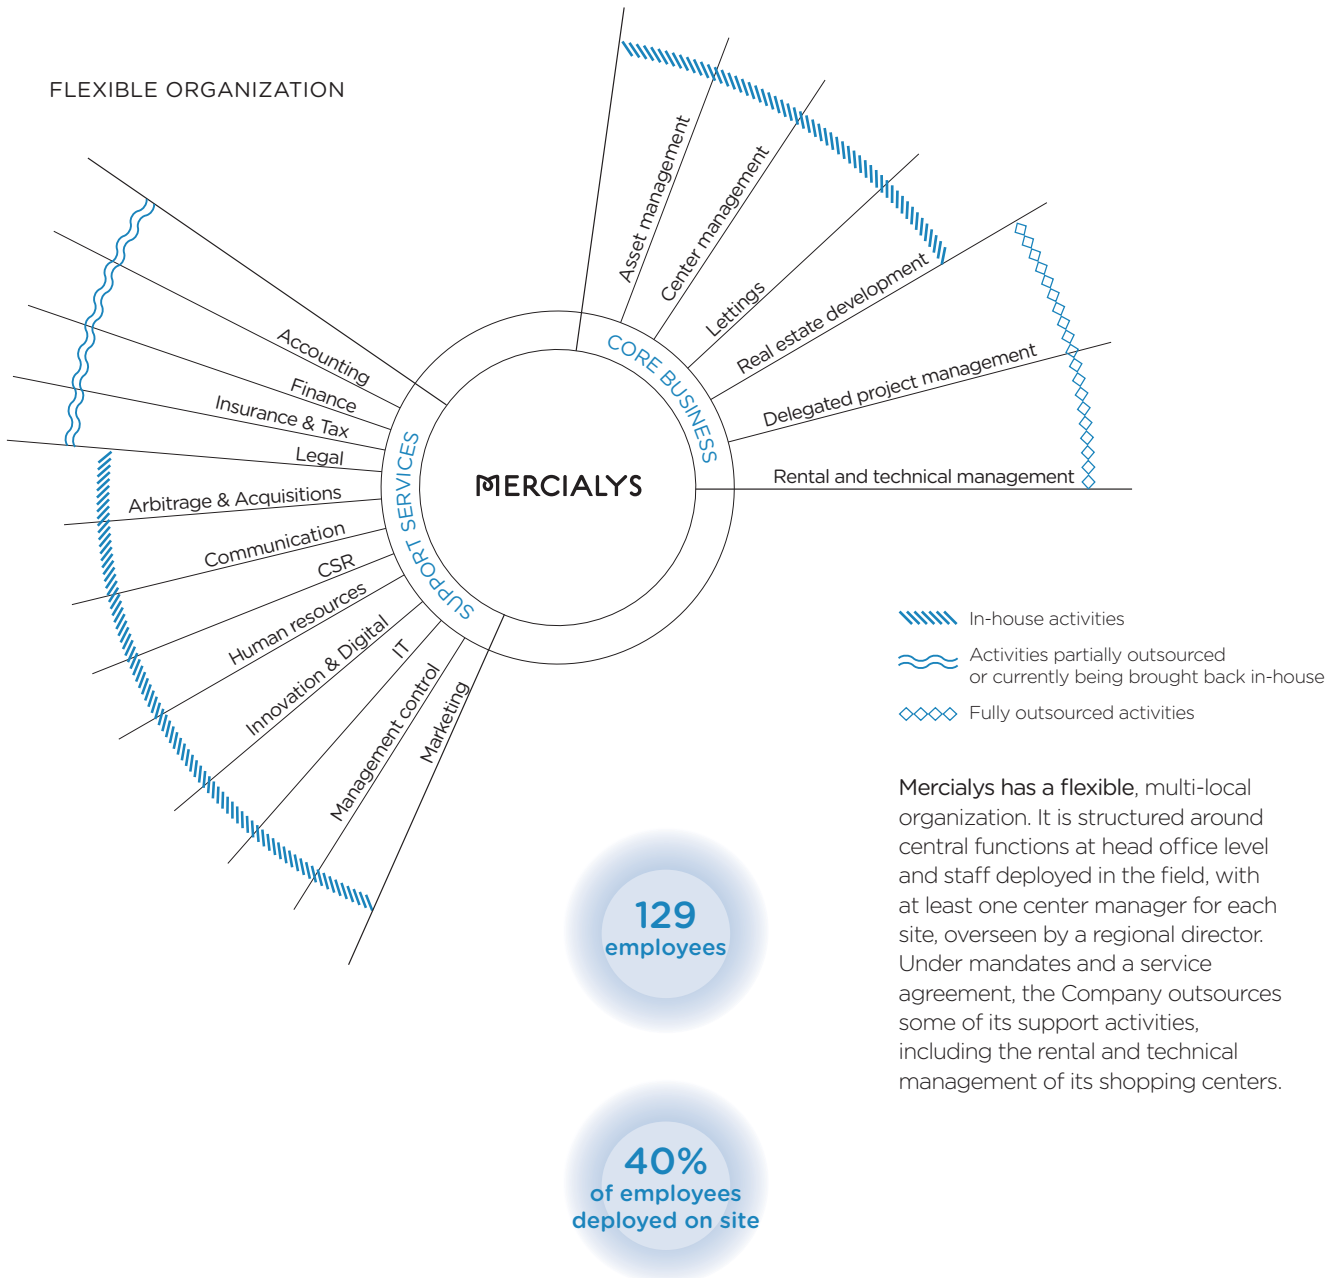 FLEXIBLE ORGANIZATION
Asset management
Center management
Lettings
Real estate development
Delegated project management
Rental and technical management
CORE BUSINESS
Accounting
Finance
Insurance & Tax
Legal
Arbitrage & Acquisitions
Communication
CSR
Human resources
Innovation & Digital
IT
Management control
Marketing
SUPPORT SERVICES
MERCIALYS
In-house activities
Activities partially outsourced
or currently being brought back in-house
Fully outsourced activities
Mercialys has a flexible, multi-local
organization. It is structured around
central functions at head office level
and staff deployed in the field, with
at least one center manager for each
site, overseen by a regional director.
Under mandates and a service
agreement, the Company outsources
some of its support activities,
including the rental and technical
management of its shopping centers.
129
employees
40%
of employees
deployed on site